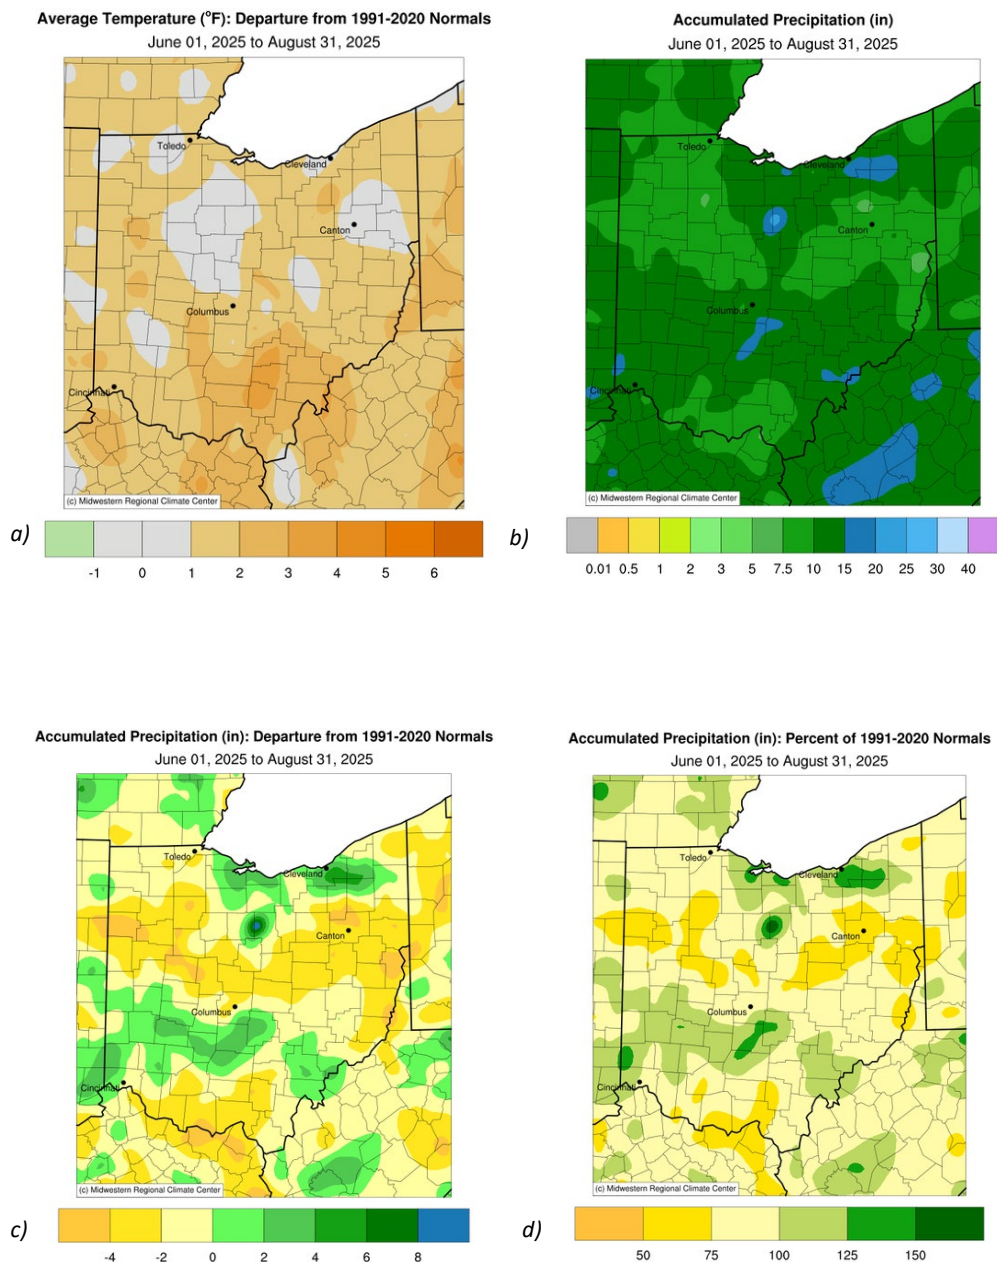 Average Temperature (°F): Departure from 1991-2020 Normals
June 01, 2025 to August 31, 2025
Toledo
Cleveland
Canton
Columbus
Cincinnati
(c) Midwestern Regional Climate Center
a)
-1 0 1 2 3 4 5 6
Accumulated Precipitation (in)
June 01, 2025 to August 31, 2025
Toledo
Cleveland
Canton
Columbus
Cincinnati
(c) Midwestern Regional Climate Center
b)
0.01 0.5 1 2 3 5 7.5 10 15 20 25 30 40
Accumulated Precipitation (in): Departure from 1991-2020 Normals
June 01, 2025 to August 31, 2025
Toledo
Cleveland
Canton
Columbus
Cincinnati
(c) Midwestern Regional Climate Center
c)
-4 -2 0 2 4 6 8
Accumulated Precipitation (in): Percent of 1991-2020 Normals
June 01, 2025 to August 31, 2025
Toledo
Cleveland
Canton
Columbus
Cincinnati
(c) Midwestern Regional Climate Center
d)
50 75 100 125 150